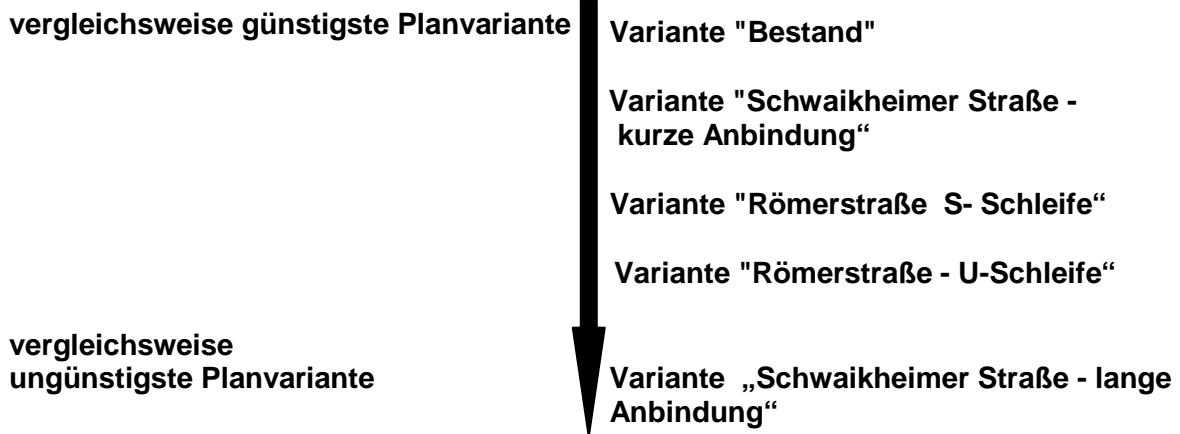 vergleichsweise günstigste Planvariante
Variante "Bestand"
Variante "Schwaikheimer Straße -
kurze Anbindung“
Variante "Römerstraße S- Schleife“
Variante "Römerstraße - U-Schleife“
vergleichsweise
ungünstigste Planvariante
Variante „Schwaikheimer Straße - lange
Anbindung“